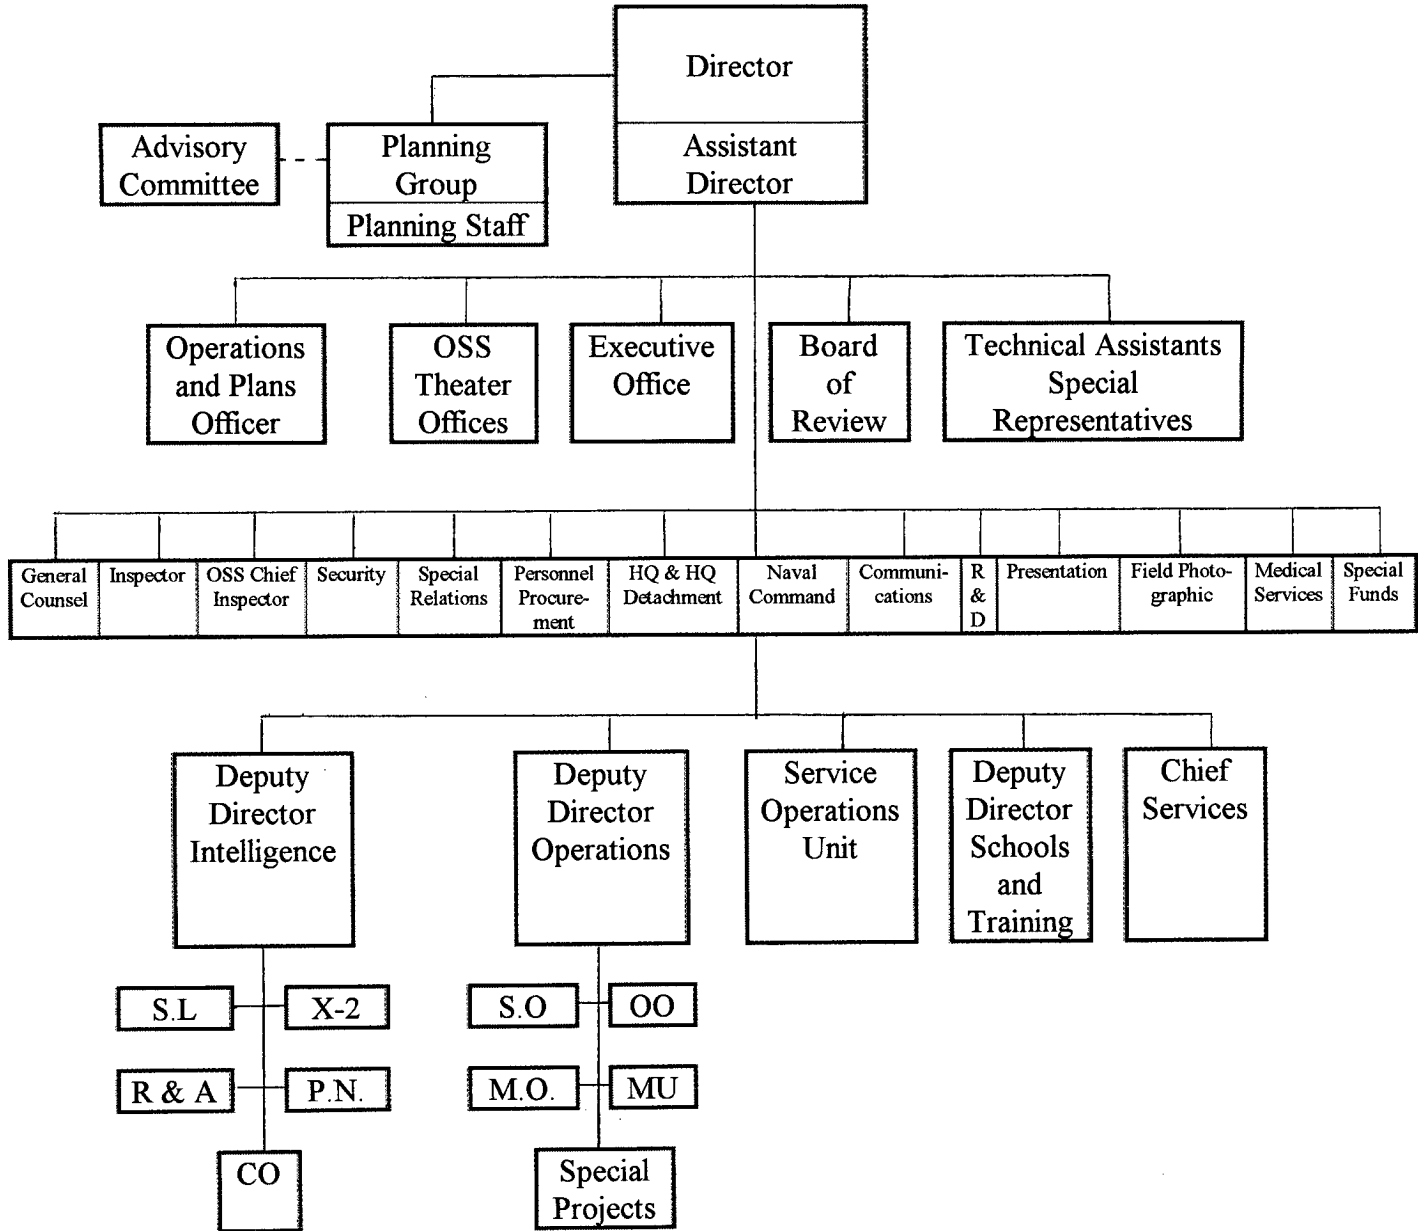 Director
Assistant
Director
Advisory
Committee
Planning
Group
Planning Staff
Operations
and Plans
Officer
OSS
Theater
Offices
Executive
Office
Board
of
Review
Technical Assistants
Special
Representatives
General
Counsel
Inspector
OSS Chief
Inspector
Security
Special
Relations
Personnel
Procure-
ment
HQ & HQ
Detachment
Naval
Command
Communi-
cations
R
&
D
Presentation
Field Photo-
graphic
Medical
Services
Special
Funds
Deputy
Director
Intelligence
Deputy
Director
Operations
Service
Operations
Unit
Deputy
Director
Schools
and
Training
Chief
Services
S.L
X-2
R & A
P.N.
CO
S.O
OO
M.O.
MU
Special
Projects